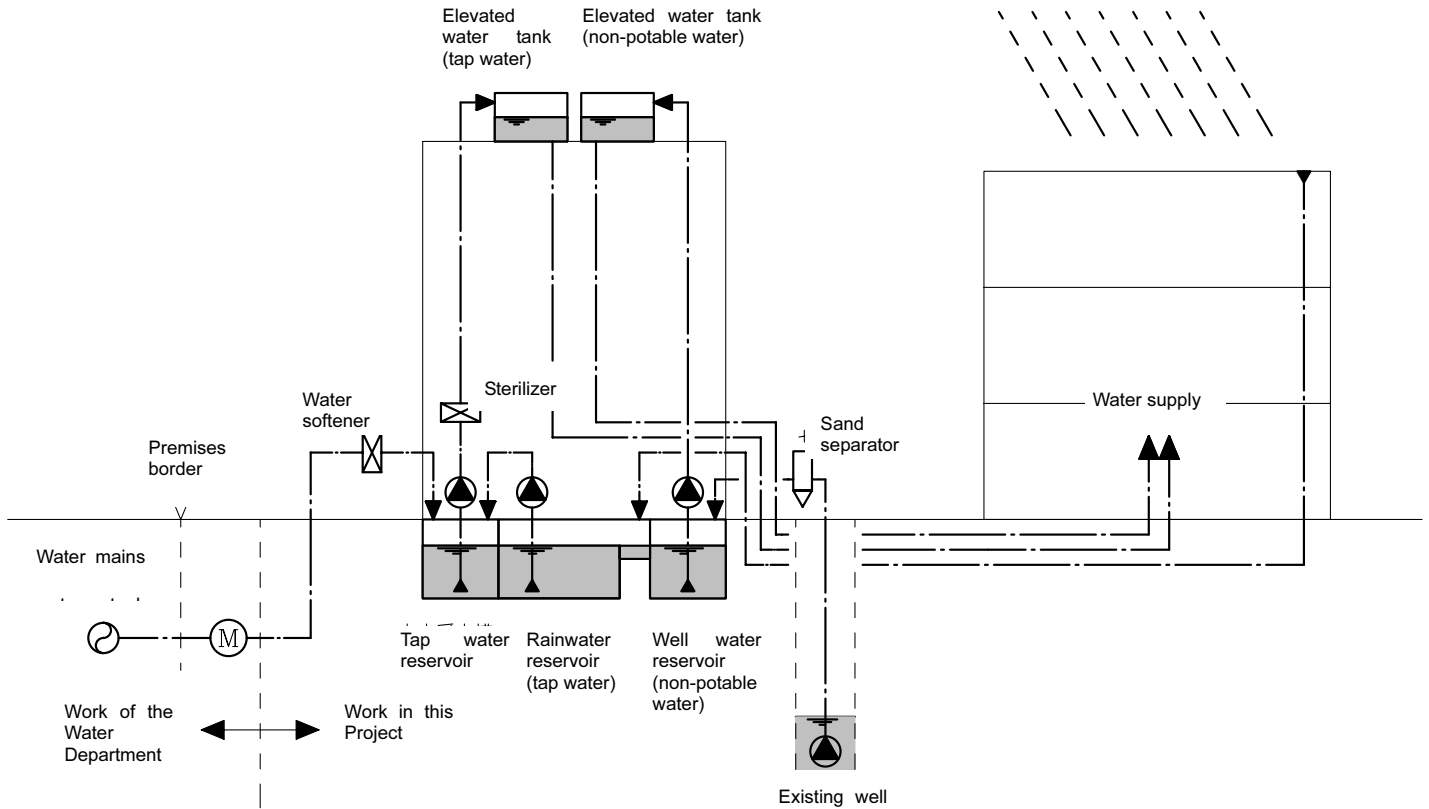 Elevated
water tank
(tap water)
Elevated water tank
(non-potable water)
Sterilizer
Water
softener
Water supply
Sand
separator
Premises
border
Water mains
M
Tap water
reservoir
Rainwater
reservoir
(tap water)
Well water
reservoir
(non-potable
water)
Work of the
Water
Department
Work in this
Project
Existing well